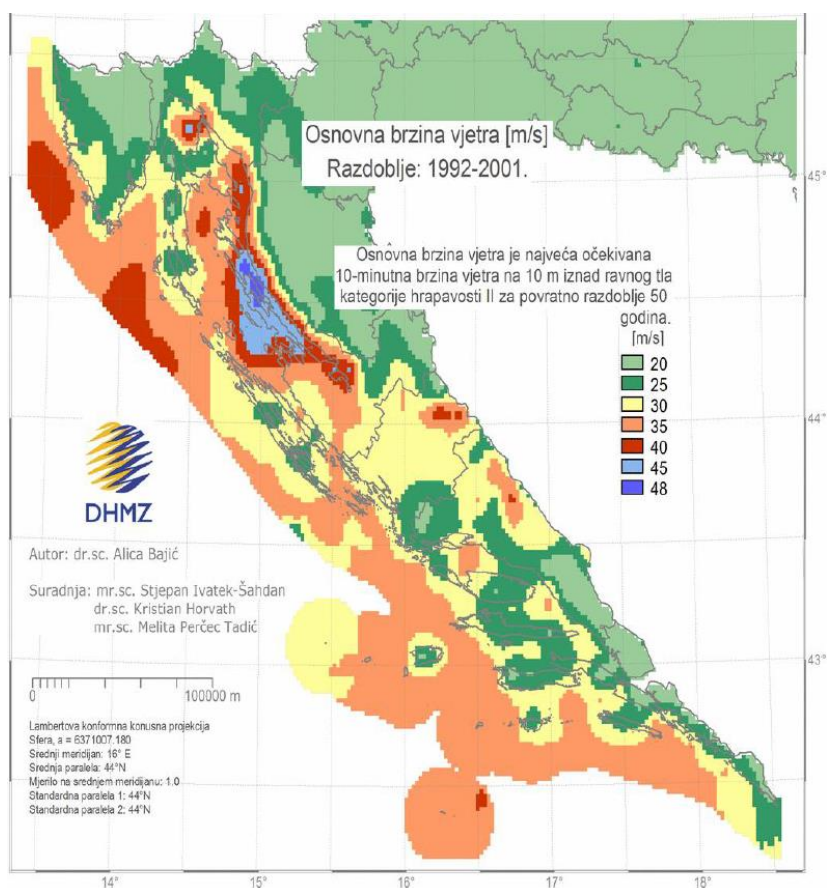 Osnovna brzina vjetra [m/s]
Razdoblje: 1992-2001.
45°
Osnovna brzina vjetra je najveća očekivana
10-minutna brzina vjetra na 10 m iznad ravnog tla
kategorije hrapavosti II za povratno razdoblje 50
godina.
[m/s]
20
25
30
35
40
45
48
44°
DHMZ
Autor: dr.sc. Alica Bajić
Suradnja: mr.sc. Stjepan Ivatek-Šahdan
dr.sc. Kristian Horvath
mr.sc. Melita Perčec Tadić
43°
0 100000 m
Lambertova konformna konusna projekcija
Sfera, a = 6371007.180
Srednji meridijan: 16° E
Srednja paralela: 44°N
Mjerilo na srednjem meridijanu: 1.0
Standardna paralela 1: 44°N
Standardna paralela 2: 44°N
14° 15° 16° 17° 18°